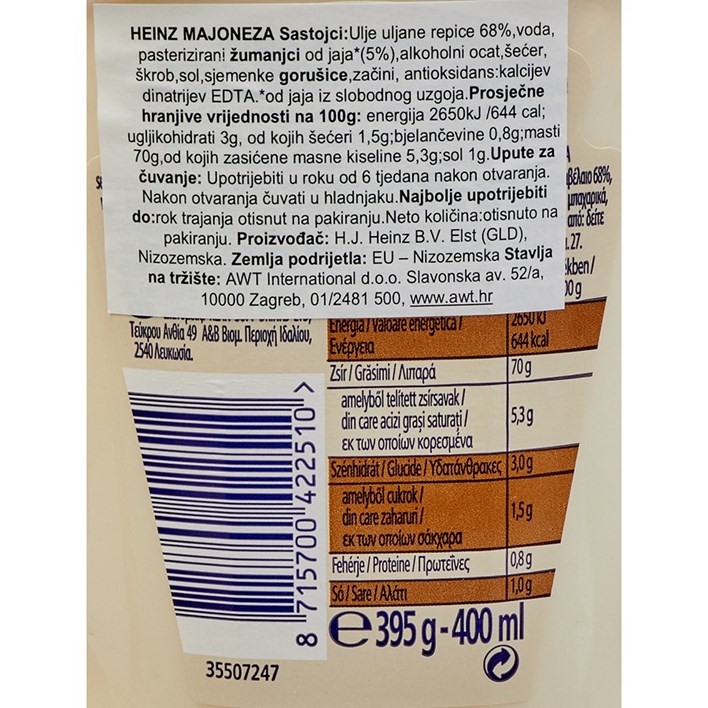 HEINZ MAJONEZA Sastojci:Ulje uljane repice 68%,voda,
pasterizirani žumanjci od jaja*(5%),alkoholni ocat,šećer,
škrob,sol,sjemenke gorušice,začini, antioksidans:kalcijev
dinatrijev EDTA.*od jaja iz slobodnog uzgoja.Prosječne
hranjive vrijednosti na 100g: energija 2650kJ /644 cal;
ugljikohidrati 3g, od kojih šećeri 1,5g;bjelančevine 0,8g;masti
70g,od kojih zasićene masne kiseline 5,3g;sol 1g.Upute za
čuvanje: Upotrijebiti u roku od 6 tjedana nakon otvaranja.
Nakon otvaranja čuvati u hladnjaku.Najbolje upotrijebiti
do:rok trajanja otisnut na pakiranju.Neto količina:otisnuto na
pakiranju. Proizvođač: H.J. Heinz B.V. Elst (GLD),
Nizozemska. Zemlja podrijetla: EU – Nizozemska Stavlja
na tržište: AWT International d.o.o. Slavonska av. 52/a,
10000 Zagreb, 01/2481 500, www.awt.hr
68%,
μπαχαρικά,
από: δείτε
27.
Τεύκρου Ανθία 49 A&B Βιομ. Περιοχή Ιδαλίου,
2540 Λευκωσία.
Energia / Valoare energetică /
Ενέργεια
2650 kJ
644 kcal
Zsír / Grăsimi / Λιπαρά
70 g
amelyből telített zsírsavak /
din care acizi grași saturați /
εκ των οποίων κορεσμένα
5,3 g
Szénhidrát / Glucide / Υδατάνθρακες
3,0 g
amelyből cukrok /
din care zaharuri /
εκ των οποίων σάκχαρα
1,5 g
Fehérje / Proteine / Πρωτεΐνες
0,8 g
Só / Sare / Αλάτι
1,0 g
8 715700 422510 >
℮ 395 g - 400 ml
35507247